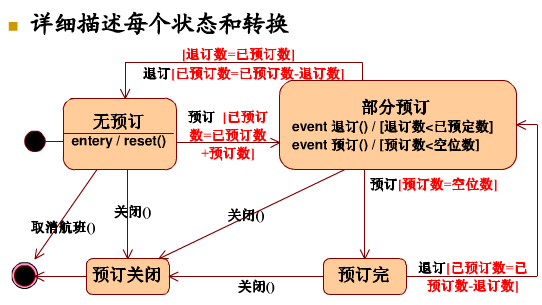 详细描述每个状态和转换
[退订数=已预订数]
退订[已预订数=已预订数-退订数]
无预订
entery / reset()
预订 [已预订
数=已预订数
+预订数]
部分预订
event 退订() / [退订数<已预定数]
event 预订() / [预订数<空位数]
预订[预订数=空位数]
取消航班()
关闭()
关闭()
预订关闭
关闭()
预订完
退订[已预订数=已
预订数-退订数]